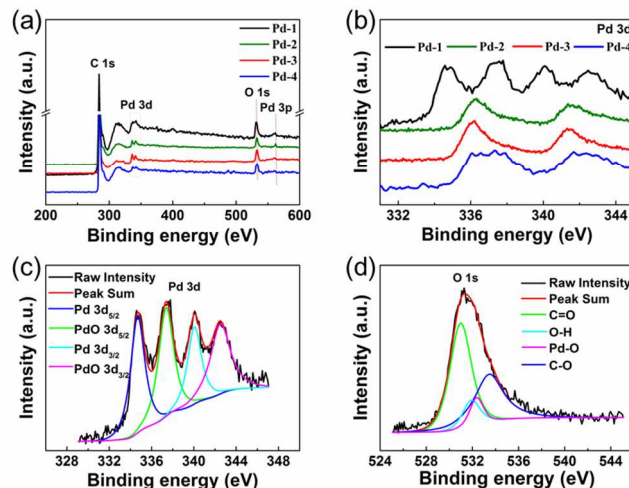 (a)
Pd-1
Pd-2
Pd-3
Pd-4
C 1s
Pd 3d
O 1s
Pd 3p
Intensity (a.u.)
200 300 400 500 600
Binding energy (eV)
(b)
Pd 3d
Pd-1 Pd-2 Pd-3 Pd-4
Intensity (a.u.)
332 336 340 344
Binding energy (eV)
(c)
Pd 3d
Raw Intensity
Peak Sum
Pd 3d5/2
PdO 3d5/2
Pd 3d3/2
PdO 3d3/2
Intensity (a.u.)
328 332 336 340 344 348
Binding energy (eV)
(d)
O 1s
Raw Intensity
Peak Sum
C=O
O-H
Pd-O
C-O
Intensity (a.u.)
524 528 532 536 540 544
Binding energy (eV)